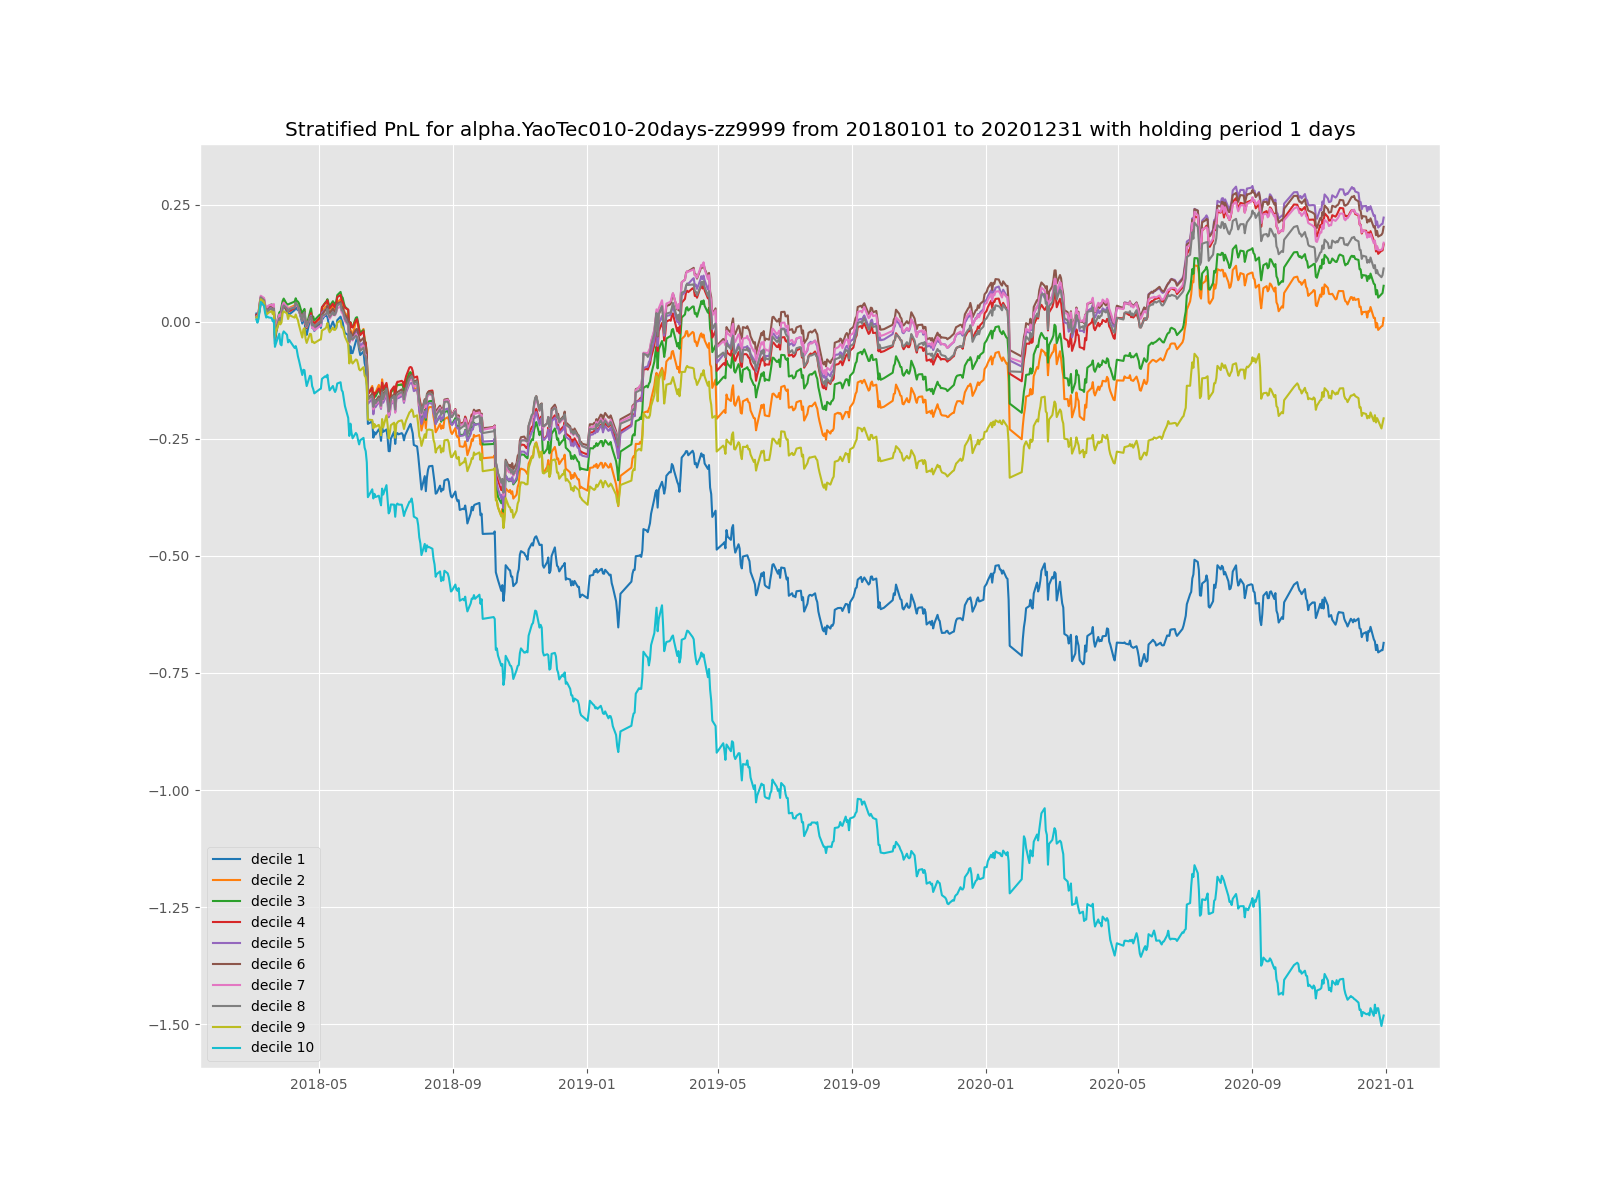 Stratified PnL for alpha.YaoTec010-20days-zz9999 from 20180101 to 20201231 with holding period 1 days
0.25
0.00
−0.25
−0.50
−0.75
−1.00
−1.25
−1.50
decile 1
decile 2
decile 3
decile 4
decile 5
decile 6
decile 7
decile 8
decile 9
decile 10
2018-05 2018-09 2019-01 2019-05 2019-09 2020-01 2020-05 2020-09 2021-01